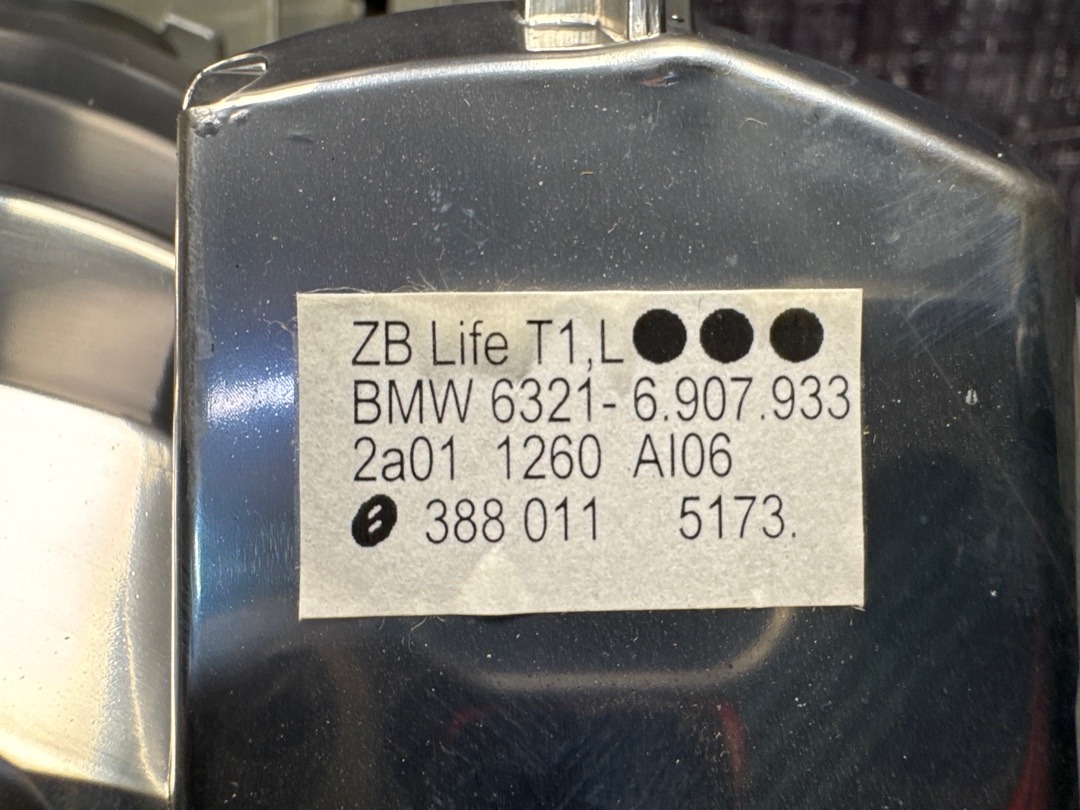 ZB Life T1,L●●●
BMW 6321- 6.907.933
2a01 1260 AI06
388 011 5173.